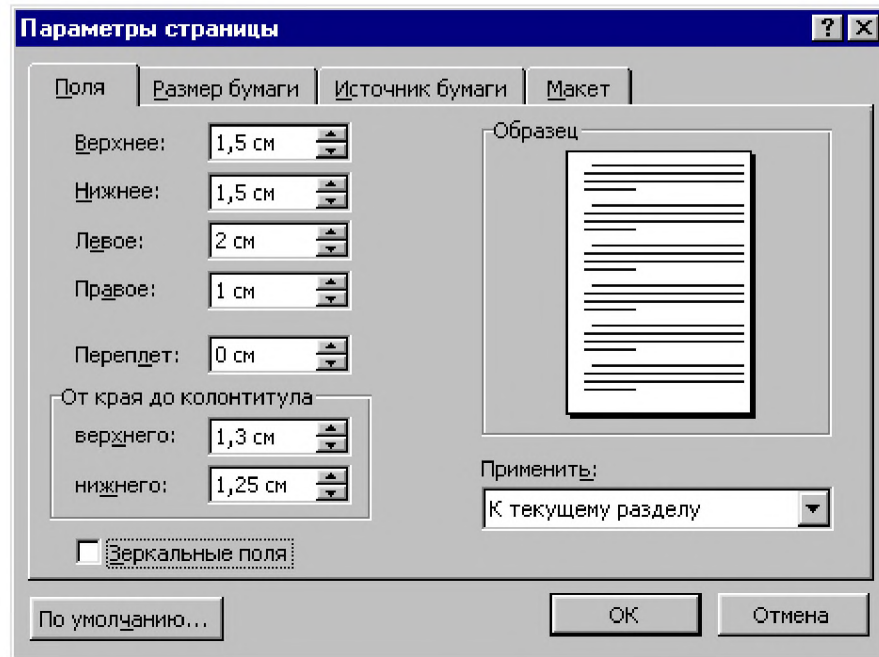 Параметры страницы
Поля Размер бумаги Источник бумаги Макет
Верхнее: 1,5 см
Нижнее: 1,5 см
Левое: 2 см
Правое: 1 см
Переплет: 0 см
От края до колонтитула
верхнего: 1,3 см
нижнего: 1,25 см
Зеркальные поля
Образец
Применить:
К текущему разделу
По умолчанию... ОК Отмена